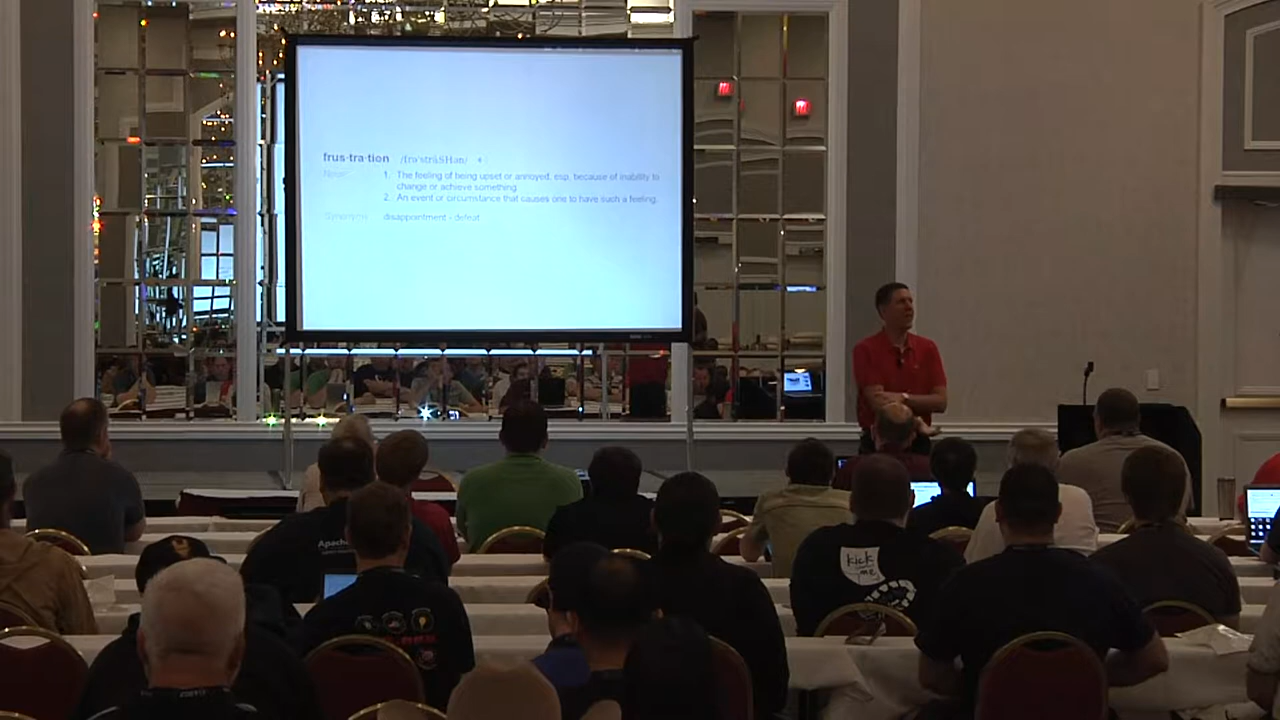 frus·tra·tion /frəˈstrāSHən/
Noun
1. The feeling of being upset or annoyed, esp. because of inability to
change or achieve something.
2. An event or circumstance that causes one to have such a feeling.
Synonyms disappointment - defeat
Apache
kick
me